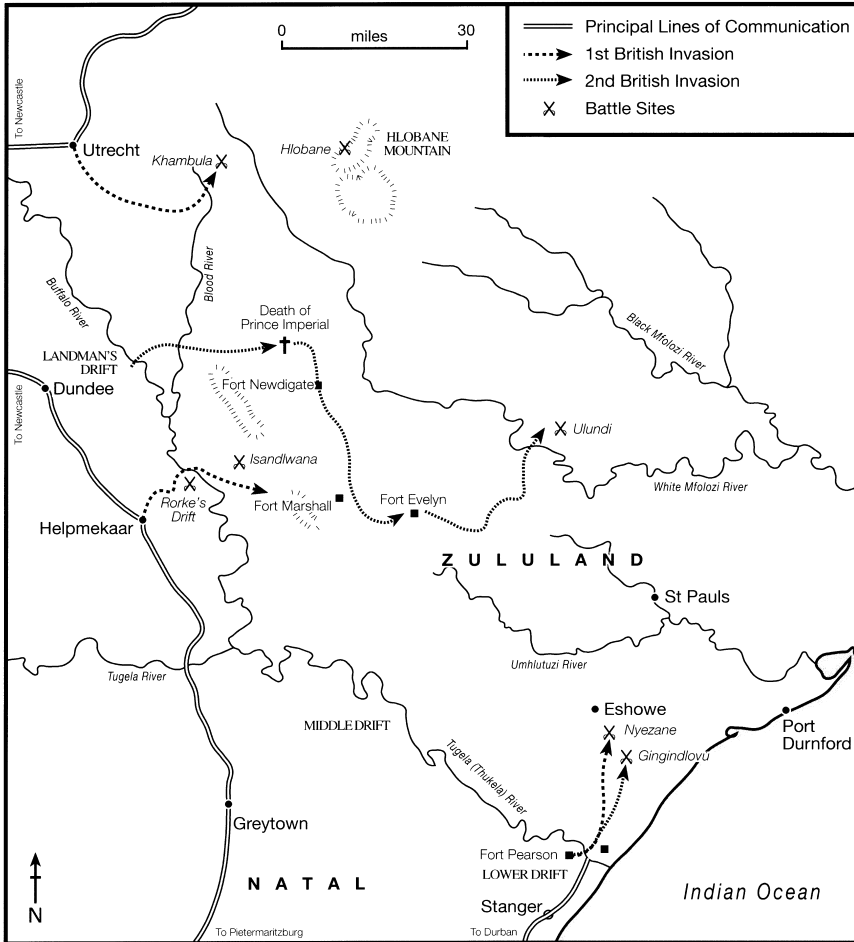 0
30
miles
Principal Lines of Communication
1st British Invasion
2nd British Invasion
Battle Sites
To Newcastle
Utrecht
Khambula
Hlobane
HLOBANE
MOUNTAIN
Blood River
Buffalo River
Death of
Prince Imperial
Black Mfolozi River
LANDMAN'S
DRIFT
Dundee
To Newcastle
Fort Newdigate
Ulundi
Isandlwana
White Mfolozi River
Rorke's
Drift
Fort Marshall
Fort Evelyn
Helpmekaar
ZULULAND
St Pauls
Umhlutuzi River
Tugela River
MIDDLE DRIFT
Eshowe
Nyezane
Gingindlovu
Port
Durnford
Tugela (Thukela) River
Greytown
Fort Pearson
LOWER DRIFT
NATAL
Indian Ocean
Stanger
N
To Pietermaritzburg
To Durban